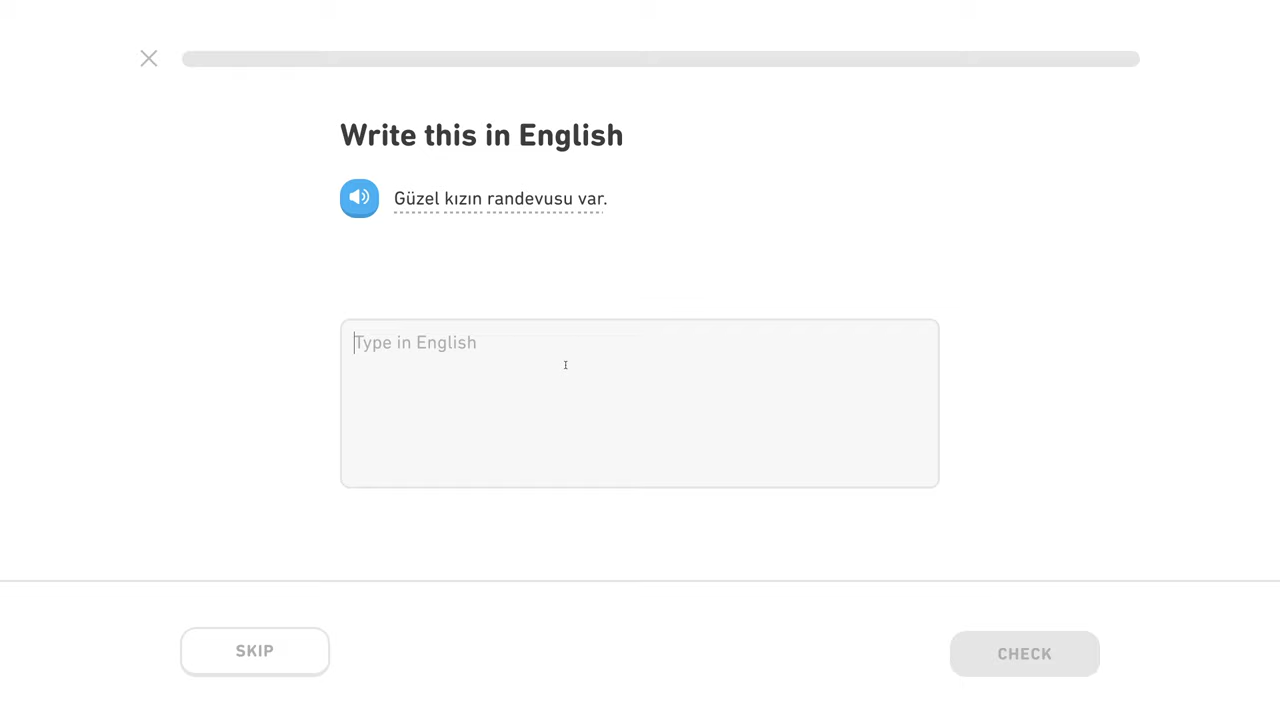 Write this in English
Güzel kızın randevusu var.
Type in English
SKIP
CHECK